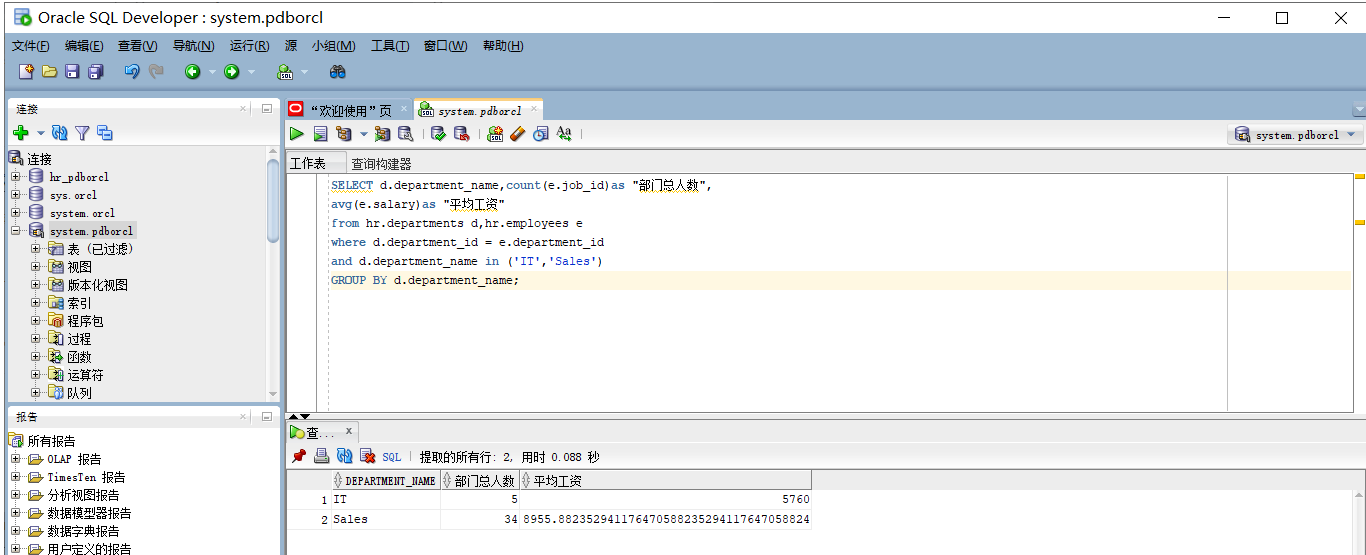 Oracle SQL Developer : system.pdborcl
文件(F) 编辑(E) 查看(V) 导航(N) 运行(R) 源 小组(M) 工具(T) 窗口(W) 帮助(H)
连接
“欢迎使用”页
system.pdborcl
system.pdborcl
工作表 查询构建器
连接
hr_pdborcl
sys.orcl
system.orcl
system.pdborcl
表 (已过滤)
视图
版本化视图
索引
程序包
过程
函数
运算符
队列
SELECT d.department_name,count(e.job_id)as "部门总人数",
avg(e.salary)as "平均工资"
from hr.departments d,hr.employees e
where d.department_id = e.department_id
and d.department_name in ('IT','Sales')
GROUP BY d.department_name;
报告
所有报告
OLAP 报告
TimesTen 报告
分析视图报告
数据模型器报告
数据字典报告
用户定义的报告
查...
SQL 提取的所有行: 2, 用时 0.088 秒
DEPARTMENT_NAME 部门总人数 平均工资
1 IT 5 5760
2 Sales 34 8955.88235294117647058823529411764705882​4